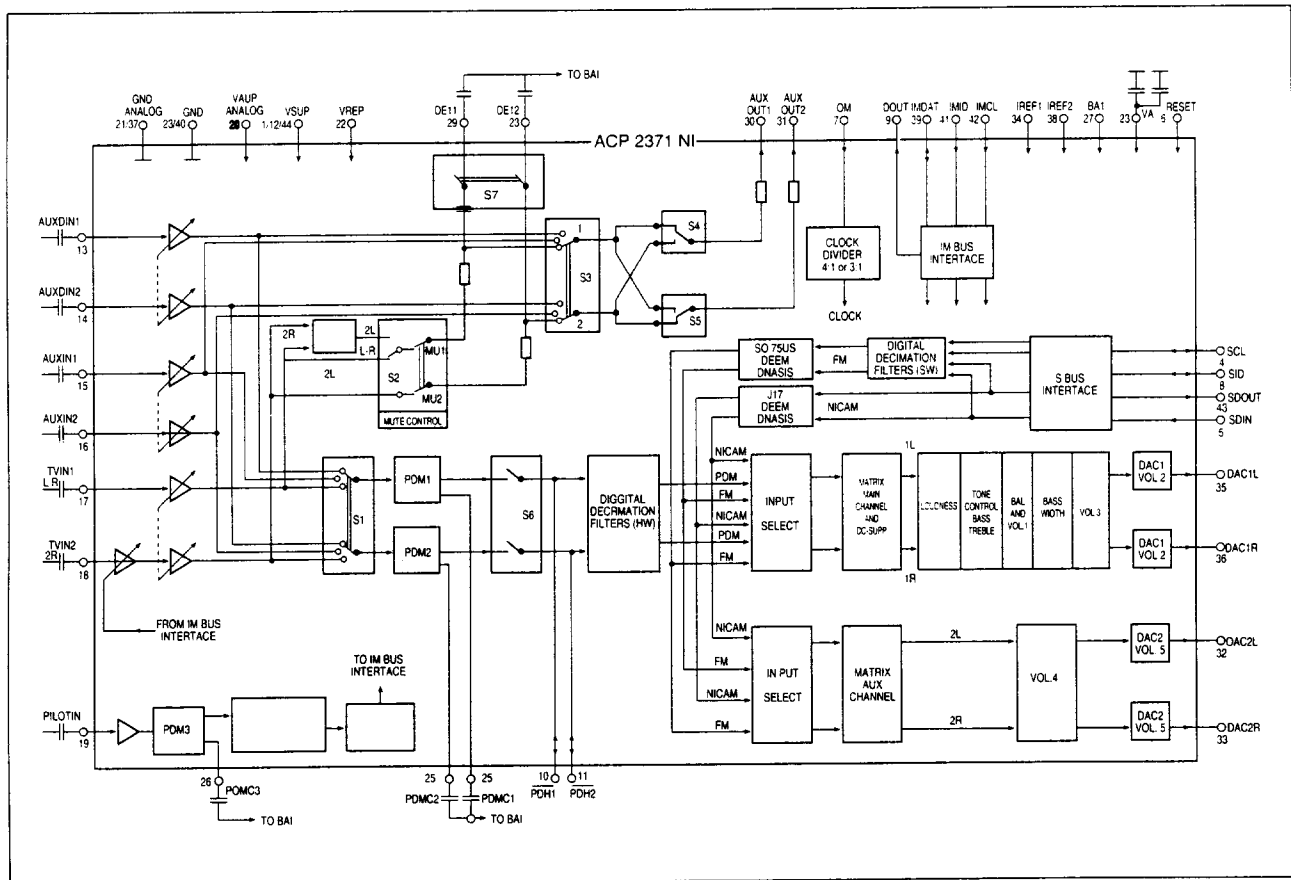 TO BAI
GND ANALOG
21:37
GND
23/40
VAUP ANALOG
VSUP
1·12/44
VREP
22
DE11
29
DE12
23
AUX OUT1
30
AUX OUT2
31
OM
7
DOUT
9
IMDAT
39
IMID
41
IMCL
42
IREF1
34
IREF2
38
BA1
27
23
VA
RESET
6
ACP 2371 NI
S7
AUXDIN1
13
1
S3
2
S4
S5
CLOCK
DIVIDER
4:1 or 3:1
CLOCK
IM BUS
INTERFACE
AUXDIN2
14
2R
2L
L-R
2L
S2
MU1
MU2
MUTE CONTROL
AUXIN1
15
AUXIN2
16
SO 75US
DEEM
DNASIS
FM
DIGITAL
DECIMATION
FILTERS (SW)
J17
DEEM
DNASIS
NICAM
S BUS
INTERFACE
SCL
4
SID
8
SDOUT
43
SDIN
5
TVIN1
L R
17
TVIN2
2R
18
S1
PDM1
PDM2
S6
DIGGITAL
DECRMATION
FILTERS (HW)
NICAM
PDM
FM
NICAM
PDM
FM
INPUT
SELECT
MATRIX
MAIN
CHANNEL
AND
DC-SUPP
1L
1R
LOUDNESS
TONE
CONTROL
BASS
TREBLE
BAL
AND
VOL.1
BASS
WIDTH
VOL 3
DAC1
VOL 2
DAC1L
35
DAC1
VOL 2
DAC1R
36
FROM IM BUS
INTERFACE
TO IM BUS
INTERFACE
PILOTIN
19
PDM3
26
POMC3
TO BAI
25
PDMC2
25
PDMC1
TO BAI
10
PDH1
11
PDH2
NICAM
FM
NICAM
FM
IN PUT
SELECT
MATRIX
AUX
CHANNEL
2L
2R
VOL.4
DAC2
VOL. 5
DAC2L
32
DAC2
VOL. 5
DAC2R
33